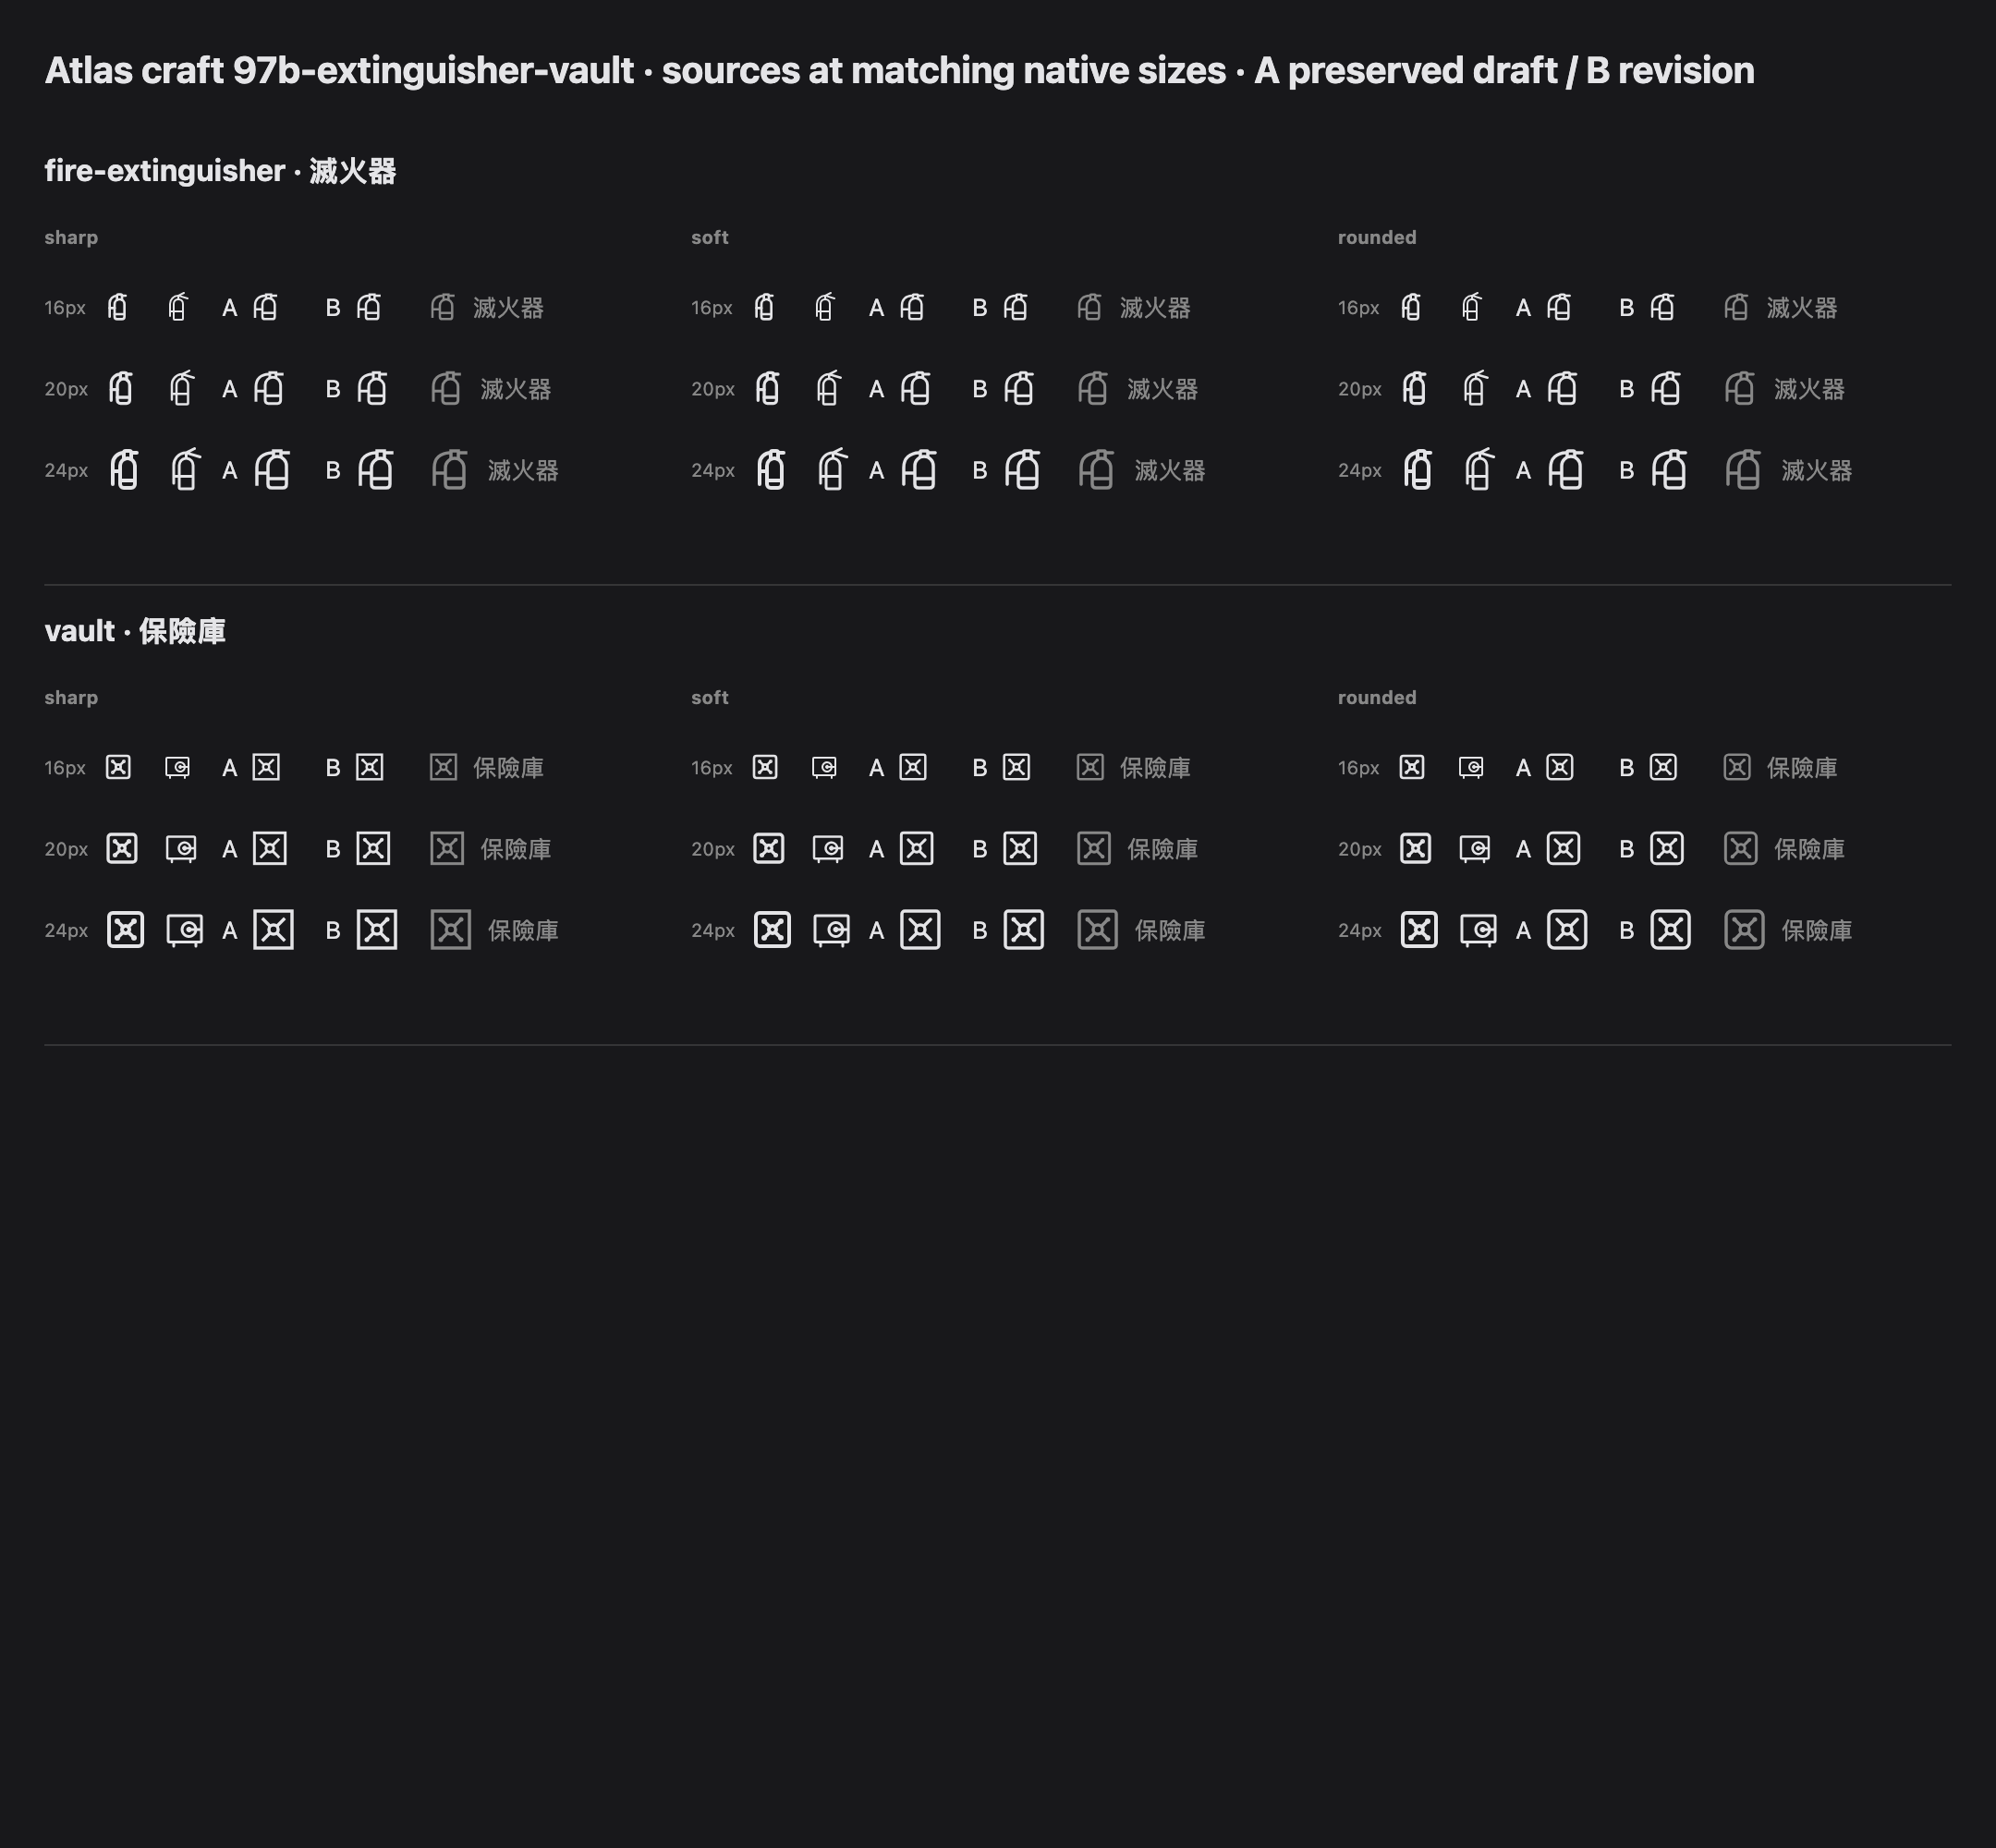 Atlas craft 97b-extinguisher-vault · sources at matching native sizes · A preserved draft / B revision
fire-extinguisher · 滅火器
sharp soft rounded
16px A B 滅火器 16px A B 滅火器 16px A B 滅火器
20px A B 滅火器 20px A B 滅火器 20px A B 滅火器
24px A B 滅火器 24px A B 滅火器 24px A B 滅火器
vault · 保險庫
sharp soft rounded
16px A B 保險庫 16px A B 保險庫 16px A B 保險庫
20px A B 保險庫 20px A B 保險庫 20px A B 保險庫
24px A B 保險庫 24px A B 保險庫 24px A B 保險庫